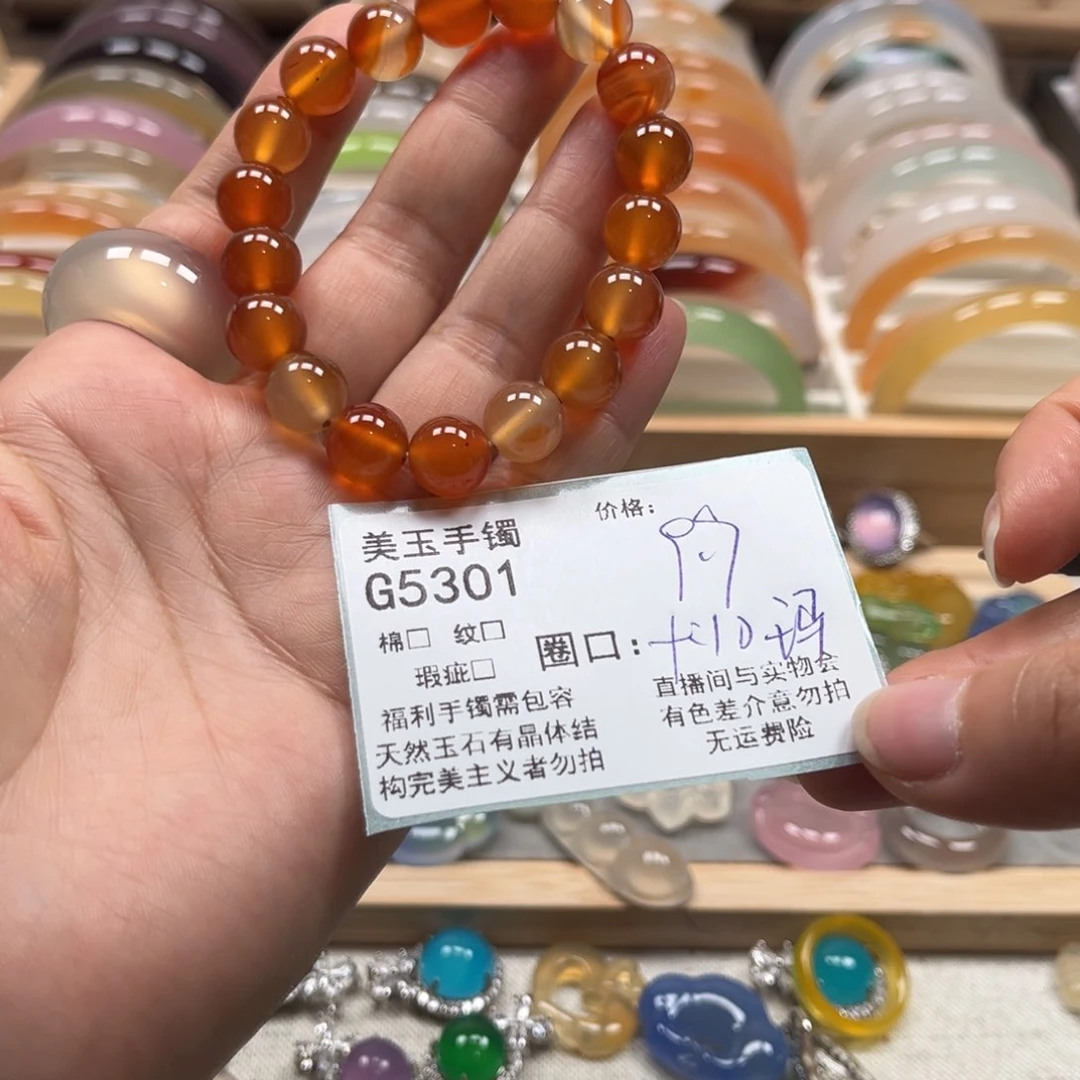 美玉手镯
G5301
价格：
棉□ 纹□
瑕疵□
圈口：
福利手镯需包容
天然玉石有晶体结
构完美主义者勿拍
直播间与实物会
有色差介意勿拍
无运费险